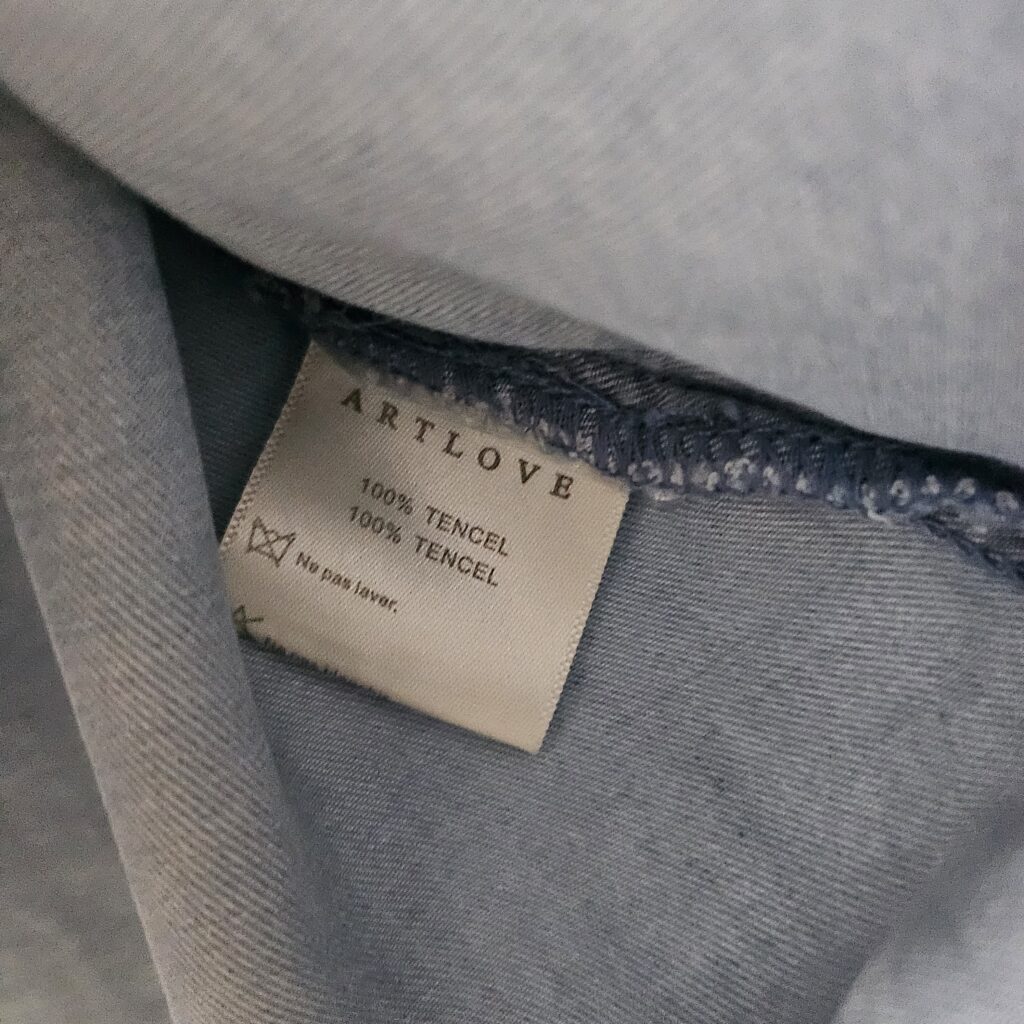 ARTLOVE
100% TENCEL
100% TENCEL
Ne pas laver.